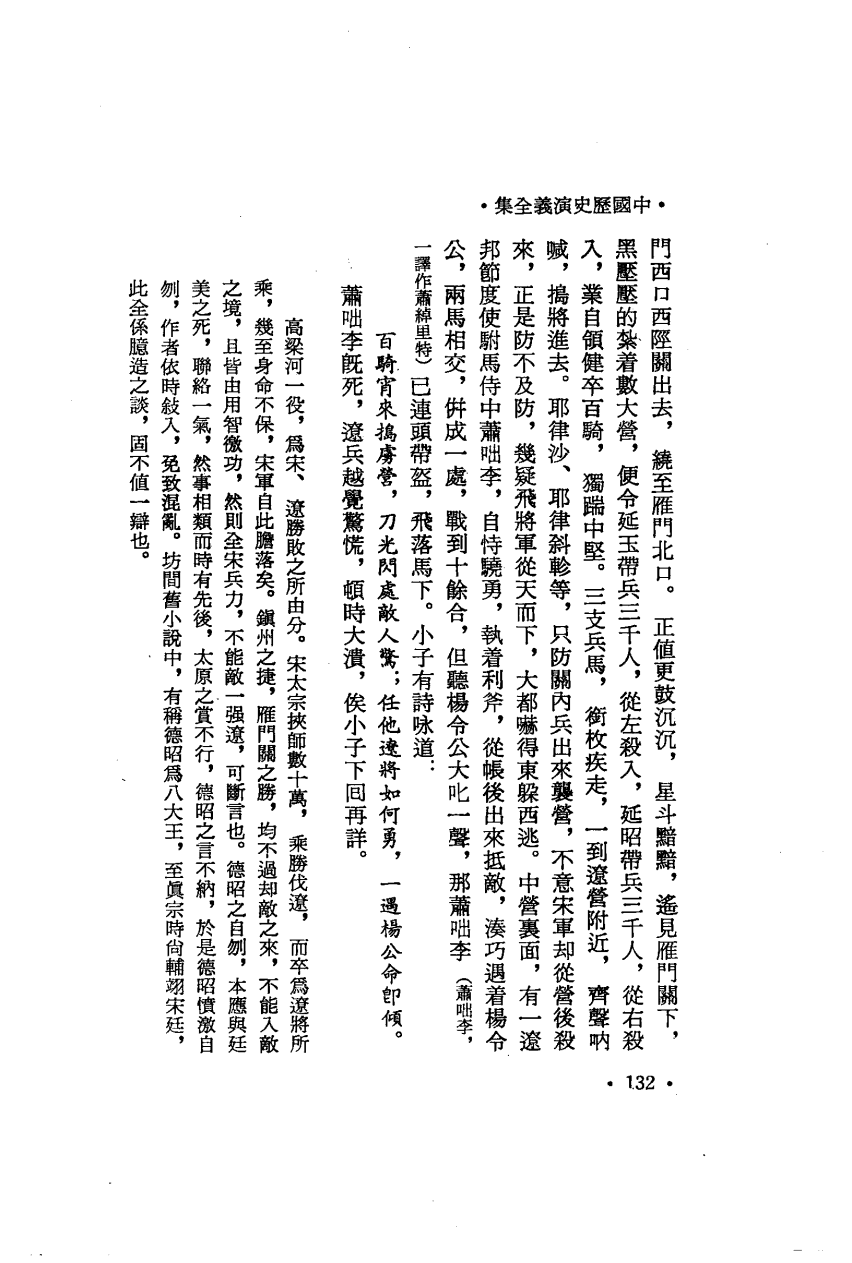 •中國歷史演義全集•
門西口西陘關出去，繞至雁門北口。正值更鼓沉沉，星斗黯黯，遙見雁門關下，
黑壓壓的紮着數大營，便令延玉帶兵三千人，從左殺入，延昭帶兵三千人，從右殺
入，業自領健卒百騎，獨踹中堅。三支兵馬，銜枚疾走，一到遼營附近，齊聲吶
喊，搗將進去。耶律沙、耶律斜軫等，只防關內兵出來襲營，不意宋軍却從營後殺
來，正是防不及防，幾疑飛將軍從天而下，大都嚇得東躲西逃。中營裏面，有一遼
邦節度使駙馬侍中蕭咄李，自恃驍勇，執着利斧，從帳後出來抵敵，湊巧遇着楊令
公，兩馬相交，併成一處，戰到十餘合，但聽楊令公大叱一聲，那蕭咄李（蕭咄李，
一譯作蕭綽里特）已連頭帶盔，飛落馬下。小子有詩咏道：
百騎宵來搗虜營，刀光閃處敵人驚；任他遼將如何勇，一遇楊公命卽傾。
蕭咄李旣死，遼兵越覺驚慌，頓時大潰，俟小子下回再詳。
高梁河一役，爲宋、遼勝敗之所由分。宋太宗挾師數十萬，乘勝伐遼，而卒爲遼將所
乘，幾至身命不保，宋軍自此膽落矣。鎭州之捷，雁門關之勝，均不過却敵之來，不能入敵
之境，且皆由用智徼功，然則全宋兵力，不能敵一强遼，可斷言也。德昭之自刎，本應與廷
美之死，聯絡一氣，然事相類而時有先後，太原之賞不行，德昭之言不納，於是德昭憤激自
刎，作者依時敍入，免致混亂。坊間舊小說中，有稱德昭爲八大王，至眞宗時尙輔翊宋廷，
此全係臆造之談，固不值一辯也。
• 132 •